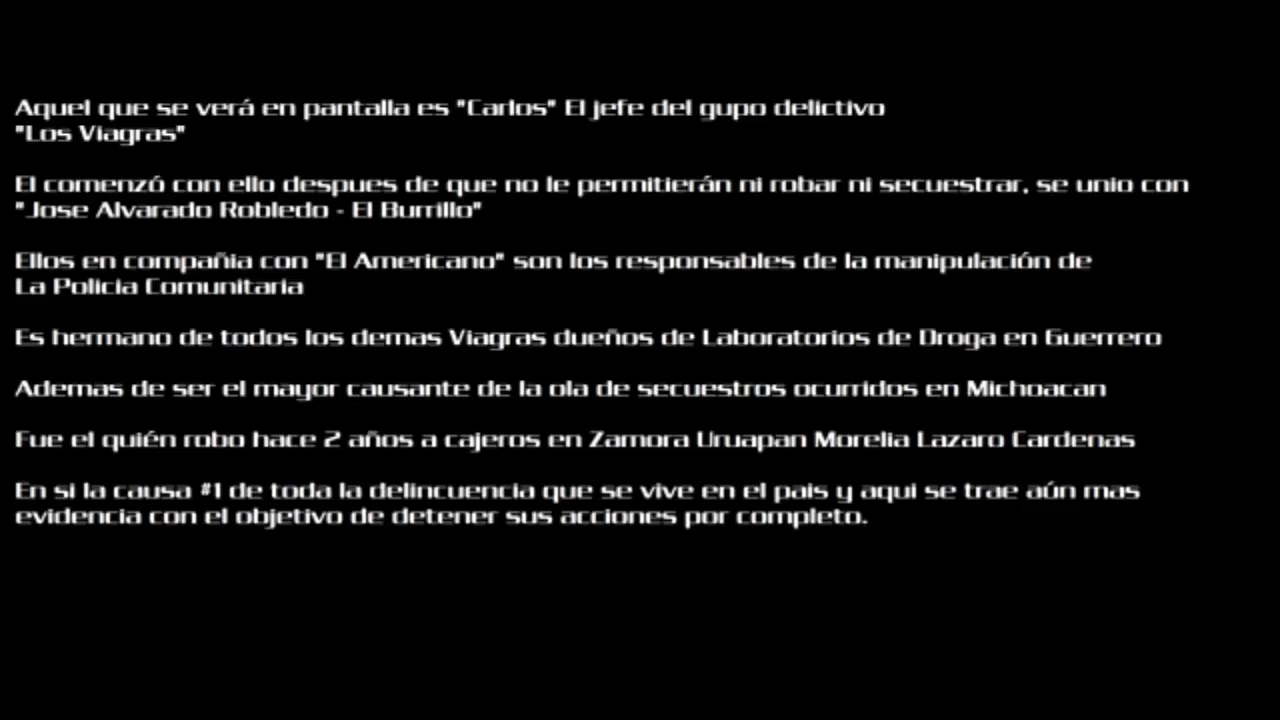 Aquel que se verá en pantalla es "Carlos" El jefe del gupo delictivo
"Los Viagras"
El comenzó con ello despues de que no le permitierán ni robar ni secuestrar, se unio con
"Jose Alvarado Robledo - El Burrillo"
Ellos en compañia con "El Americano" son los responsables de la manipulación de
La Policia Comunitaria
Es hermano de todos los demas Viagras dueños de Laboratorios de Droga en Guerrero
Ademas de ser el mayor causante de la ola de secuestros ocurridos en Michoacan
Fue el quién robo hace 2 años a cajeros en Zamora Uruapan Morelia Lazaro Cardenas
En si la causa #1 de toda la delincuencia que se vive en el pais y aqui se trae aún mas
evidencia con el objetivo de detener sus acciones por completo.